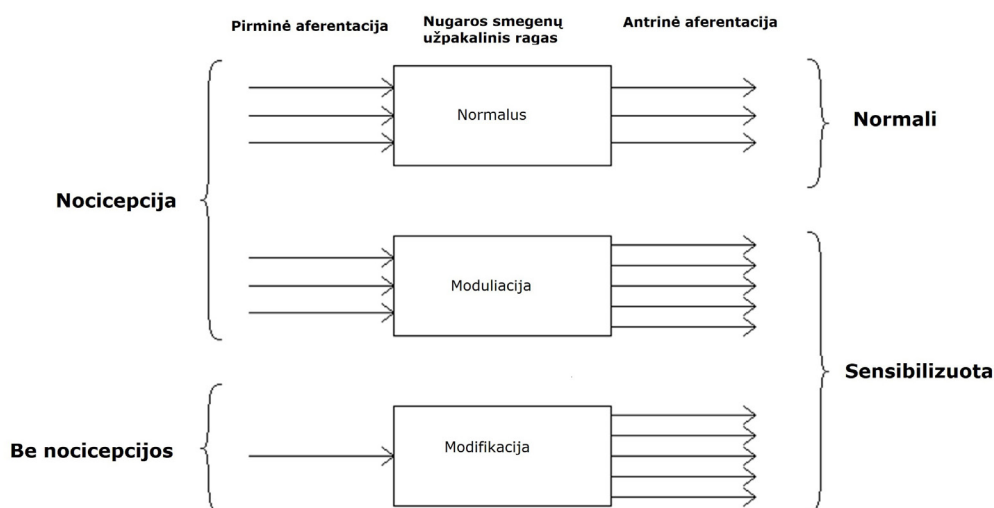 Pirminė aferentacija
Nugaros smegenų
užpakalinis ragas
Antrinė aferentacija
Normalus
Normali
Nocicepcija
Moduliacija
Sensibilizuota
Modifikacija
Be nocicepcijos